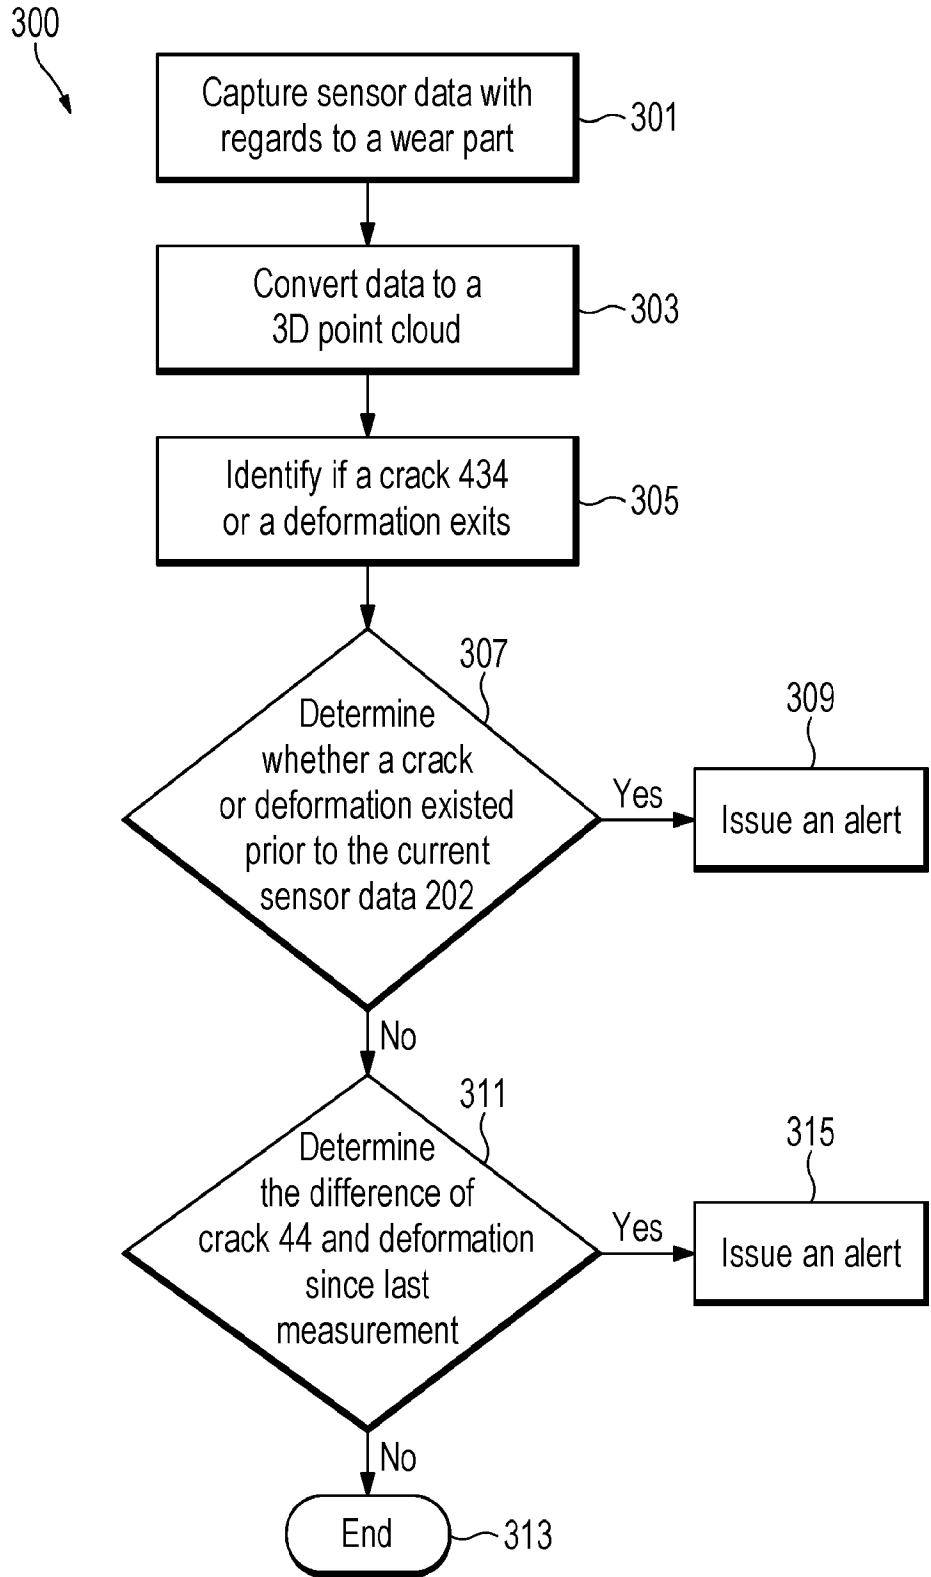 300
Capture sensor data with
regards to a wear part
301
Convert data to a
3D point cloud
303
Identify if a crack 434
or a deformation exits
305
307
Determine
whether a crack
or deformation existed
prior to the current
sensor data 202
Yes
309
Issue an alert
No
311
Determine
the difference of
crack 44 and deformation
since last
measurement
Yes
315
Issue an alert
No
End
313